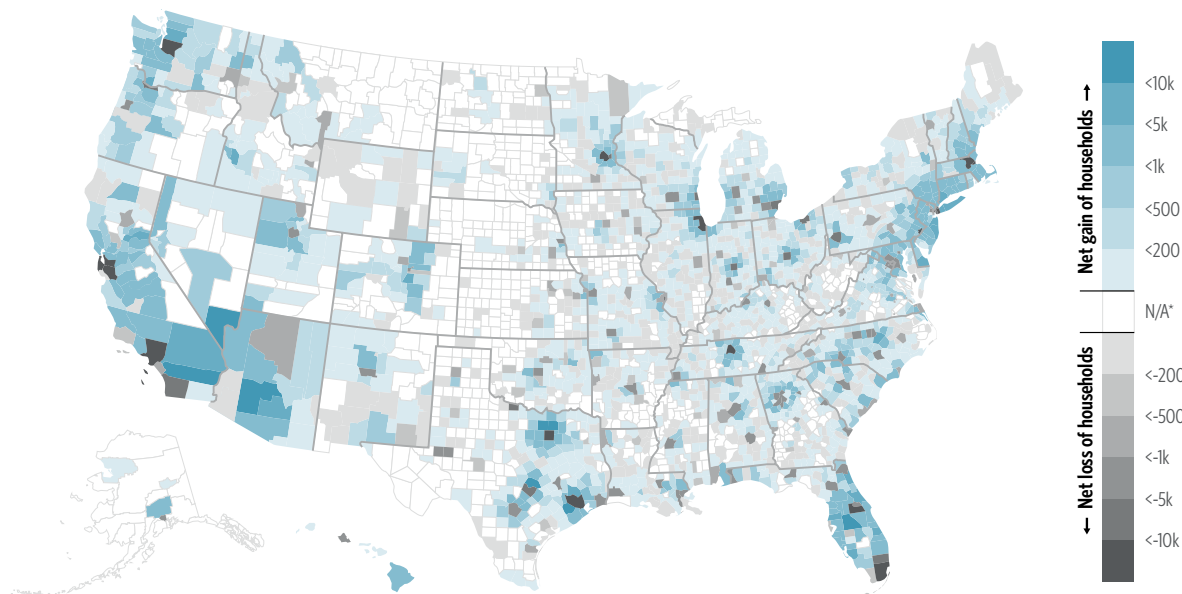 Net gain of households →
<10k
<5k
<1k
<500
<200
N/A*
<-200
<-500
<-1k
<-5k
<-10k
← Net loss of households